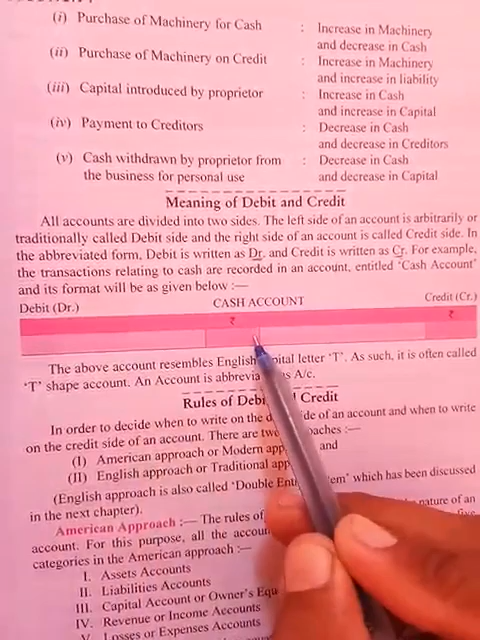 (i) Purchase of Machinery for Cash : Increase in Machinery
and decrease in Cash
(ii) Purchase of Machinery on Credit : Increase in Machinery
and increase in liability
(iii) Capital introduced by proprietor : Increase in Cash
and increase in Capital
(iv) Payment to Creditors : Decrease in Cash
and decrease in Creditors
(v) Cash withdrawn by proprietor from : Decrease in Cash
the business for personal use and decrease in Capital
Meaning of Debit and Credit
All accounts are divided into two sides. The left side of an account is arbitrarily or
traditionally called Debit side and the right side of an account is called Credit side. In
the abbreviated form, Debit is written as Dr. and Credit is written as Cr. For example,
the transactions relating to cash are recorded in an account, entitled 'Cash Account'
and its format will be as given below :—
Debit (Dr.) CASH ACCOUNT Credit (Cr.)
₹ ₹
The above account resembles English pital letter 'T'. As such, it is often called
'T' shape account. An Account is abbrevia as A/c.
Rules of Debi d Credit
In order to decide when to write on the d ide of an account and when to write
on the credit side of an account. There are two oaches :—
(I) American approach or Modern app and
(II) English approach or Traditional app
(English approach is also called 'Double Ent tem' which has been discussed
in the next chapter).
American Approach :— The rules of nature of an
account. For this purpose, all the accou five
categories in the American approach :—
I. Assets Accounts
II. Liabilities Accounts
III. Capital Account or Owner's Equ
IV. Revenue or Income Accounts
V. Losses or Expenses Accounts